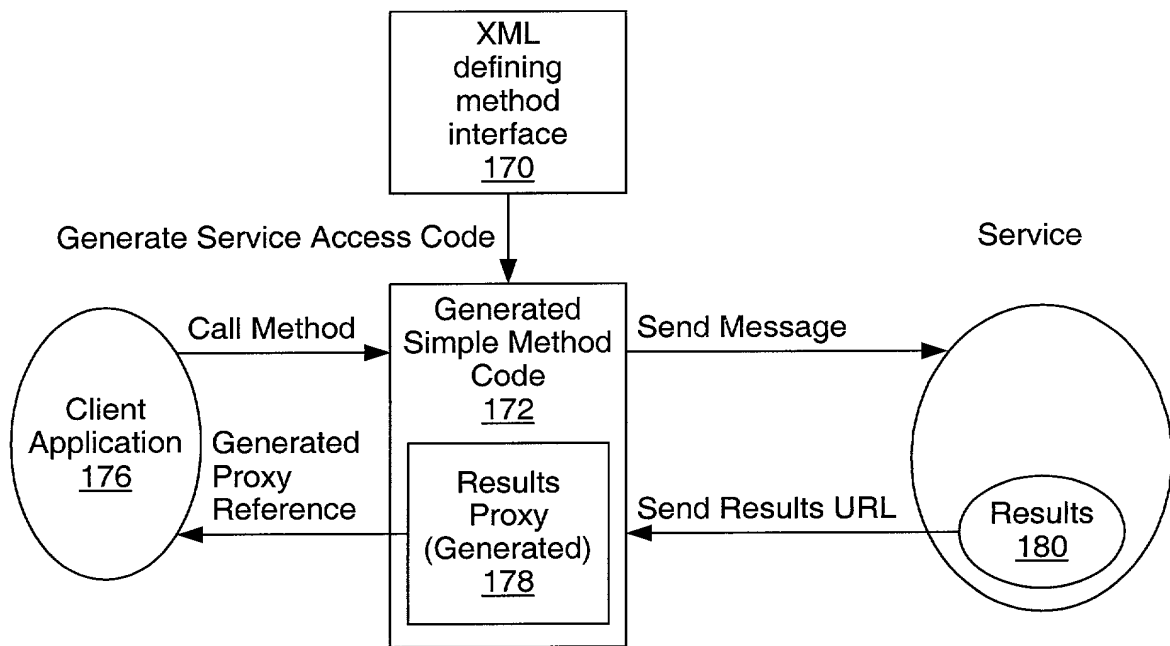 XML
defining
method
interface
170
Generate Service Access Code
Service
Generated
Simple Method
Code
172
Call Method
Send Message
Client
Application
176
Generated
Proxy
Reference
Results
Proxy
(Generated)
178
Send Results URL
Results
180